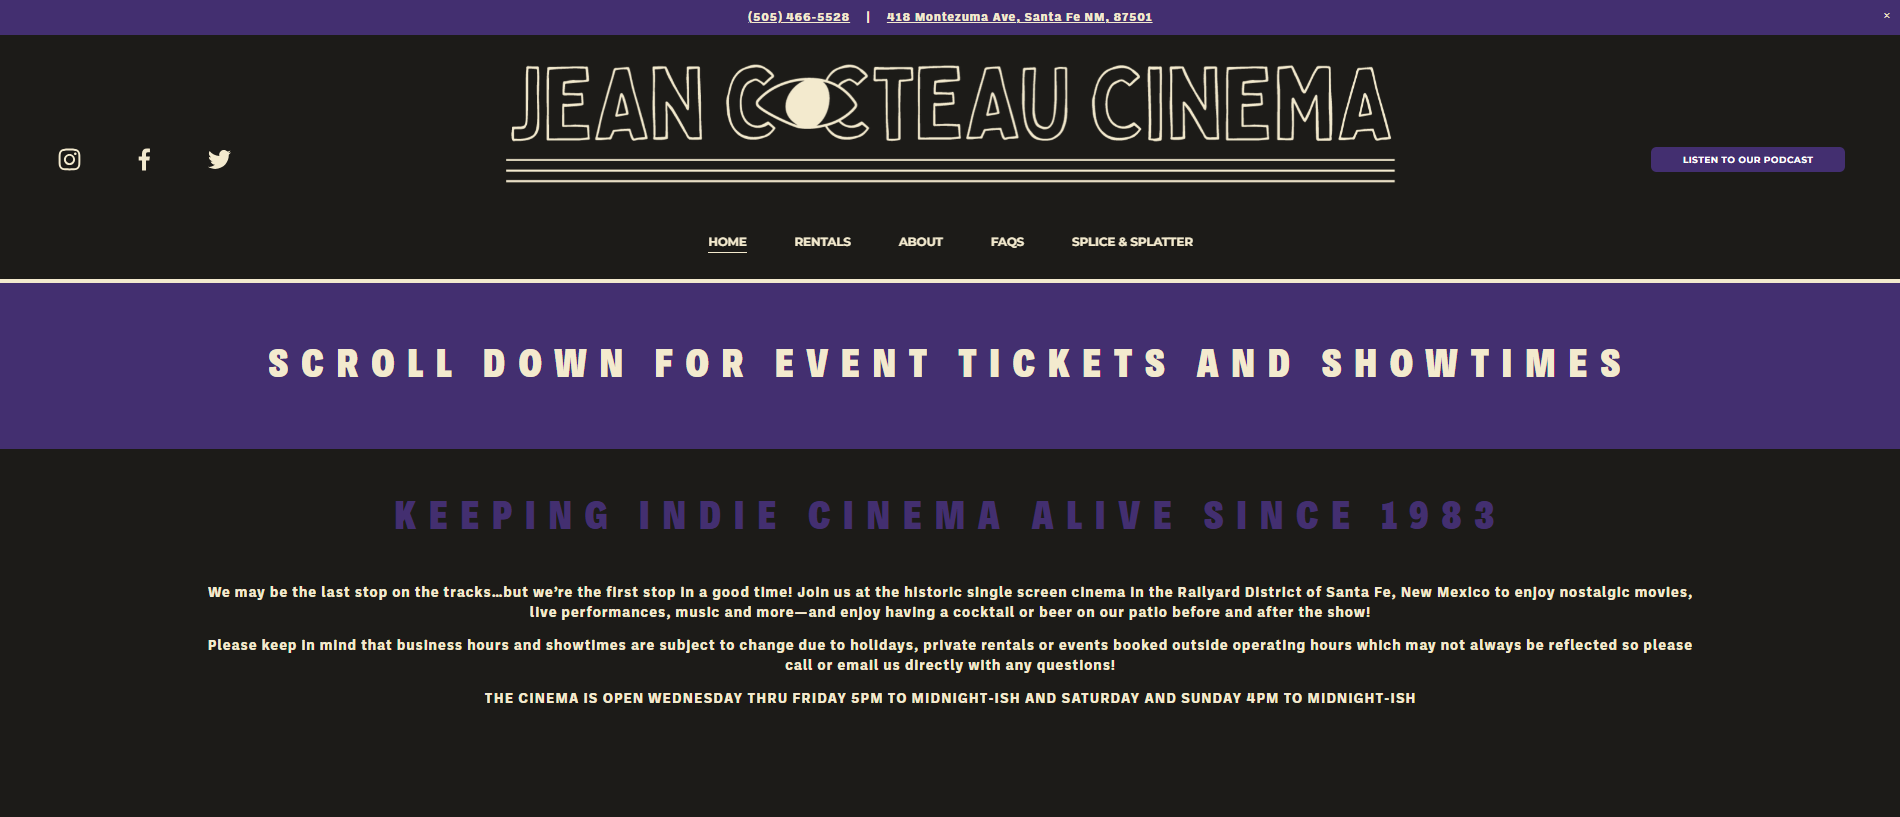 (505) 466-5528 | 418 Montezuma Ave, Santa Fe NM, 87501 ×
JEAN COCTEAU CINEMA
LISTEN TO OUR PODCAST
HOME RENTALS ABOUT FAQS SPLICE & SPLATTER
SCROLL DOWN FOR EVENT TICKETS AND SHOWTIMES
KEEPING INDIE CINEMA ALIVE SINCE 1983
We may be the last stop on the tracks…but we’re the first stop in a good time! Join us at the historic single screen cinema in the Railyard District of Santa Fe, New Mexico to enjoy nostalgic movies,
live performances, music and more—and enjoy having a cocktail or beer on our patio before and after the show!
Please keep in mind that business hours and showtimes are subject to change due to holidays, private rentals or events booked outside operating hours which may not always be reflected so please
call or email us directly with any questions!
THE CINEMA IS OPEN WEDNESDAY THRU FRIDAY 5PM TO MIDNIGHT-ISH AND SATURDAY AND SUNDAY 4PM TO MIDNIGHT-ISH